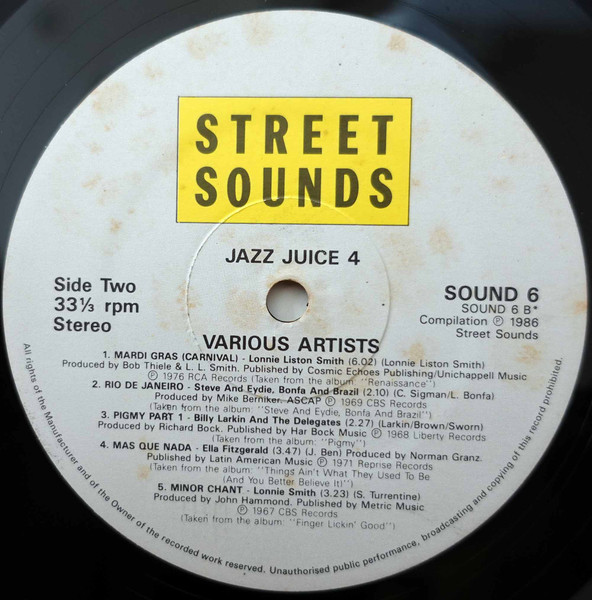 STREET
SOUNDS
JAZZ JUICE 4
Side Two
33⅓ rpm
Stereo
SOUND 6
SOUND 6 B*
Compilation ℗ 1986
Street Sounds
VARIOUS ARTISTS
1. MARDI GRAS (CARNIVAL) - Lonnie Liston Smith (6.02) (Lonnie Liston Smith)
Produced by Bob Thiele & L. L. Smith. Published by Cosmic Echoes Publishing/Unichappell Music
℗ 1976 RCA Records (Taken from the album "Renaissance")
2. RIO DE JANEIRO - Steve And Eydie, Bonfa And Brazil (2.10) (C. Sigman/L. Bonfa)
Produced by Mike Berniker. ASCAP ℗ 1969 CBS Records
(Taken from the album: "Steve And Eydie, Bonfa And Brazil")
3. PIGMY PART 1 - Billy Larkin And The Delegates (2.27) (Larkin/Brown/Sworn)
Produced by Richard Bock. Published by Har Bock Music ℗ 1968 Liberty Records
(Taken from the album: "Pigmy")
4. MAS QUE NADA - Ella Fitzgerald (3.47) (J. Ben) Produced by Norman Granz.
Published by Latin American Music ℗ 1971 Reprise Records
(Taken from the album: "Things Ain't What They Used To Be
(And You Better Believe It)")
5. MINOR CHANT - Lonnie Smith (3.23) (S. Turrentine)
Produced by John Hammond. Published by Metric Music
℗ 1967 CBS Records
(Taken from the album: "Finger Lickin' Good")
All rights of the Manufacturer and of the Owner of the recorded work reserved. Unauthorised public performance, broadcasting and copying of this record prohibited.